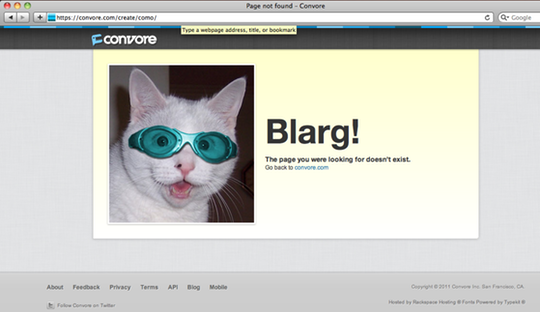 Page not found – Convore
https://convore.com/create/como/
Google
Type a webpage address, title, or bookmark
convore
Blarg!
The page you were looking for doesn't exist.
Go back to convore.com
About Feedback Privacy Terms API Blog Mobile
Copyright © 2011 Convore Inc. San Francisco, CA.
Follow Convore on Twitter
Hosted by Rackspace Hosting
Fonts Powered by Typekit